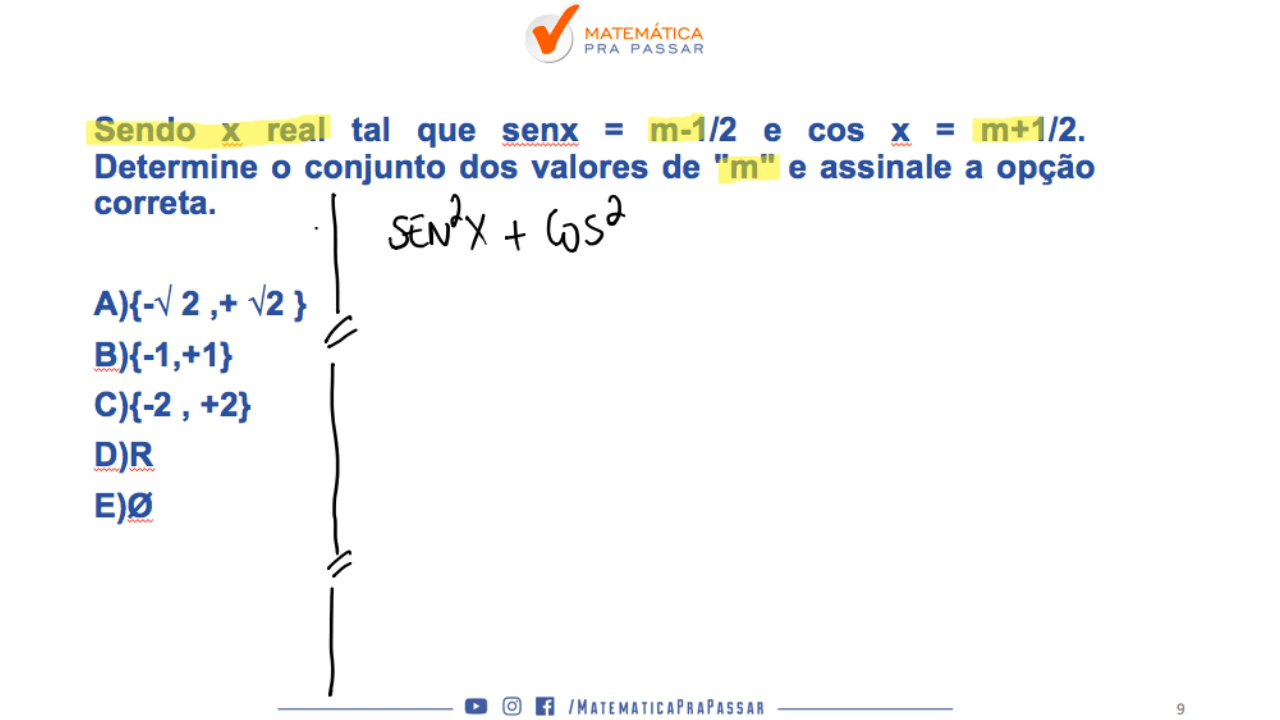 MATEMÁTICA
PRA PASSAR
Sendo x real tal que senx = m-1/2 e cos x = m+1/2.
Determine o conjunto dos valores de "m" e assinale a opção
correta.
SEN²X + COS²
A){-√ 2 ,+ √2 }
B){-1,+1}
C){-2 , +2}
D)R
E)Ø
/MATEMATICAPRAPASSAR
9